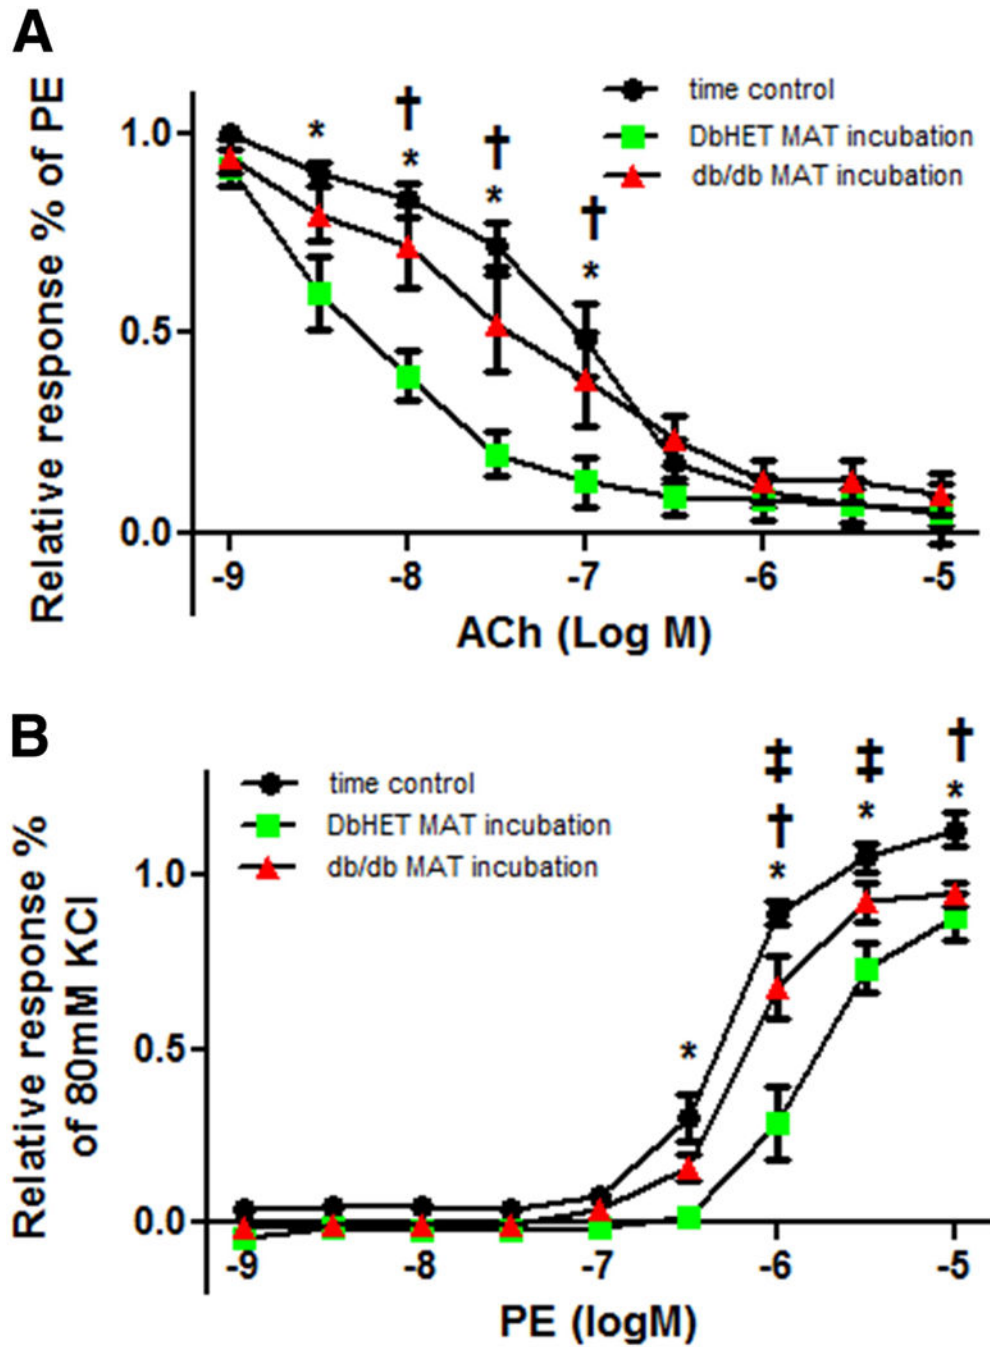 A
Relative response % of PE
1.0
0.5
0.0
* † * † * † *
time control
DbHET MAT incubation
db/db MAT incubation
-9 -8 -7 -6 -5
ACh (Log M)
B
Relative response %
of 80mM KCl
1.0
0.5
0.0
time control
DbHET MAT incubation
db/db MAT incubation
* ‡ † * ‡ * † *
-9 -8 -7 -6 -5
PE (logM)